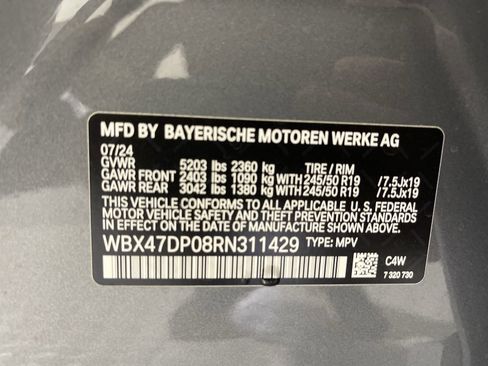 MFD BY BAYERISCHE MOTOREN WERKE AG
07/24
GVWR 5203 lbs 2360 kg TIRE / RIM
GAWR FRONT 2403 lbs 1090 kg WITH 245/50 R19 / 7.5Jx19
GAWR REAR 3042 lbs 1380 kg WITH 245/50 R19 / 7.5Jx19
THIS VEHICLE CONFORMS TO ALL APPLICABLE U.S. FEDERAL
MOTOR VEHICLE SAFETY AND THEFT PREVENTION STANDARDS
IN EFFECT ON THE DATE OF MANUFACTURE SHOWN ABOVE.
WBX47DP08RN311429 TYPE: MPV
C4W
7 320 730